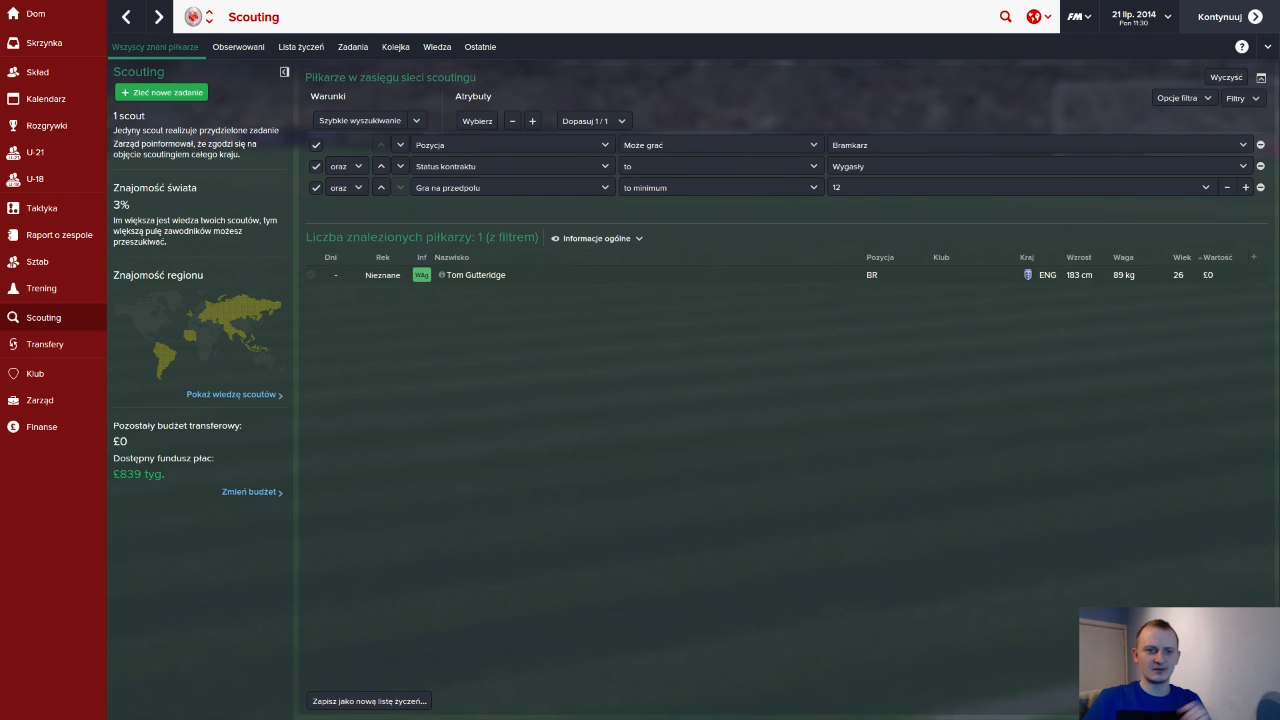 Dom
Skrzynka
Skład
Kalendarz
Rozgrywki
U-21
U-18
Taktyka
Raport o zespole
Sztab
Trening
Scouting
Transfery
Klub
Zarząd
Finanse
Scouting
FM
21 lip. 2014
Pon 11:30
Kontynuuj
Wszyscy znani piłkarze Obserwowani Lista życzeń Zadania Kolejka Wiedza Ostatnie
Scouting
+ Zleć nowe zadanie
1 scout
Jedyny scout realizuje przydzielone zadanie
Zarząd poinformował, że zgodzi się na
objęcie scoutingiem całego kraju.
Znajomość świata
3%
Im większa jest wiedza twoich scoutów, tym
większą pulę zawodników możesz
przeszukiwać.
Znajomość regionu
Pokaż wiedzę scoutów
Pozostały budżet transferowy:
£0
Dostępny fundusz płac:
£839 tyg.
Zmień budżet
Piłkarze w zasięgu sieci scoutingu
Wyczyść
Warunki Atrybuty
Opcje filtra Filtry
Szybkie wyszukiwanie Wybierz − + Dopasuj 1 / 1
Pozycja Może grać Bramkarz
oraz Status kontraktu to Wygasły
oraz Gra na przedpolu to minimum 12 − +
Liczba znalezionych piłkarzy: 1 (z filtrem) Informacje ogólne
Dni Rek Inf Nazwisko Pozycja Klub Kraj Wzrost Waga Wiek Wartość +
- Nieznane WAg Tom Gutteridge BR ENG 183 cm 89 kg 26 £0
Zapisz jako nową listę życzeń...